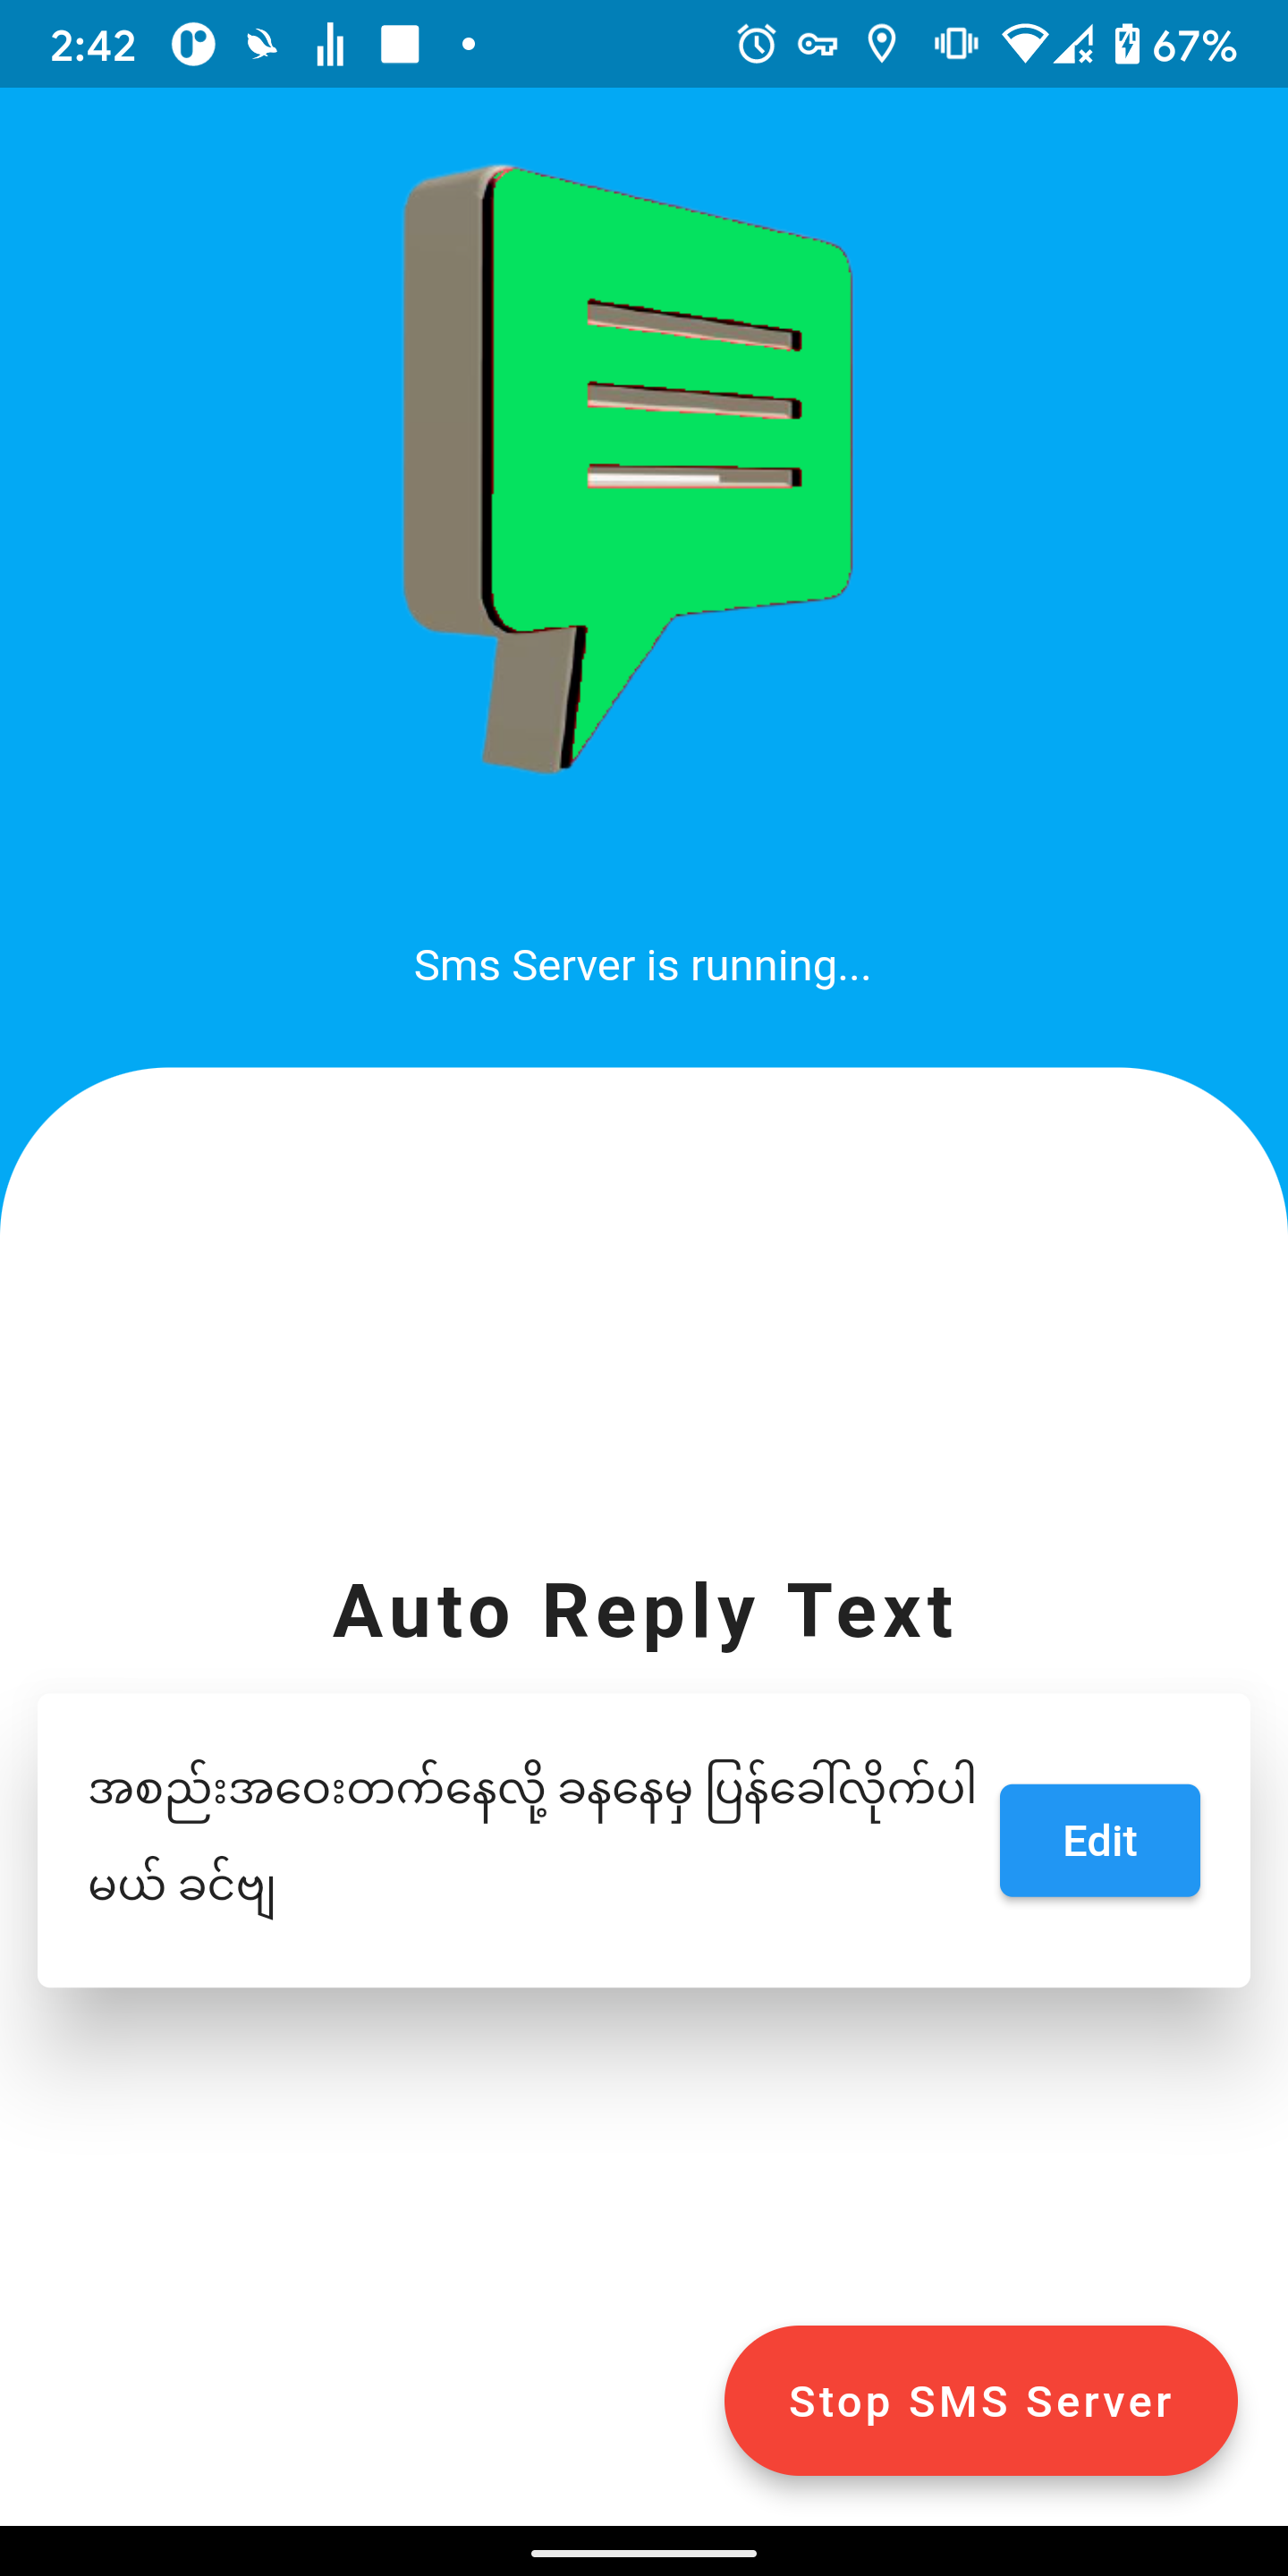 2:42
67%
Sms Server is running...
Auto Reply Text
အစည်းအဝေးတက်နေလို့ ခနနေမှ ပြန်ခေါ်လိုက်ပါ
မယ် ခင်ဗျ
Edit
Stop SMS Server